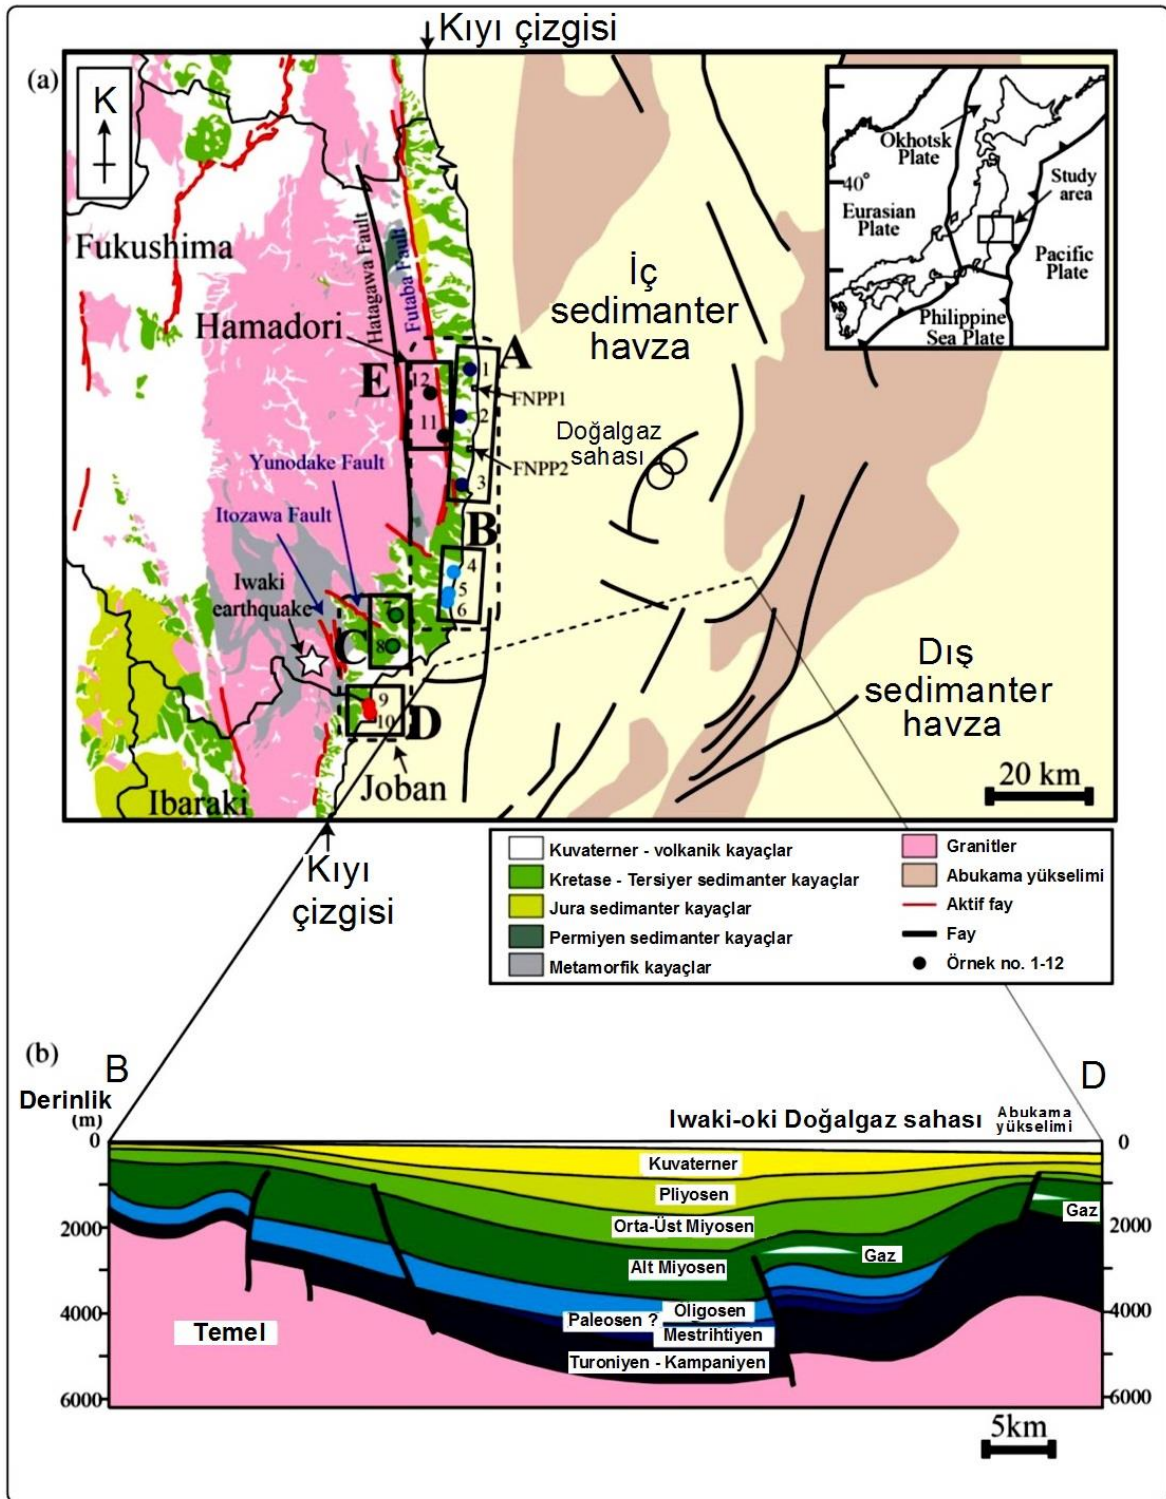 Kıyı çizgisi
(a)
K
Okhotsk
Plate
40°
Study
area
Eurasian
Plate
Pacific
Plate
Philippine
Sea Plate
Fukushima
Hatagawa Fault
Futaba Fault
İç
sedimanter
havza
Hamadori
A
E
1
12
FNPP1
2
11
Doğalgaz
sahası
FNPP2
Yunodake Fault
3
Itozawa Fault
B
Iwaki
earthquake
4
5
6
7
C
8
Dış
sedimanter
havza
9
10
D
Joban
20 km
Ibaraki
Kıyı
çizgisi
Kuvaterner - volkanik kayaçlar
Kretase - Tersiyer sedimanter kayaçlar
Jura sedimanter kayaçlar
Permiyen sedimanter kayaçlar
Metamorfik kayaçlar
Granitler
Abukama yükselimi
Aktif fay
Fay
Örnek no. 1-12
(b)
B
D
Derinlik
(m)
Iwaki-oki Doğalgaz sahası
Abukama
yükselimi
0
0
Kuvaterner
Pliyosen
Gaz
2000
Orta-Üst Miyosen
2000
Gaz
Alt Miyosen
4000
Oligosen
4000
Paleosen ?
Mestrihtiyen
Temel
Turoniyen - Kampaniyen
6000
6000
5km